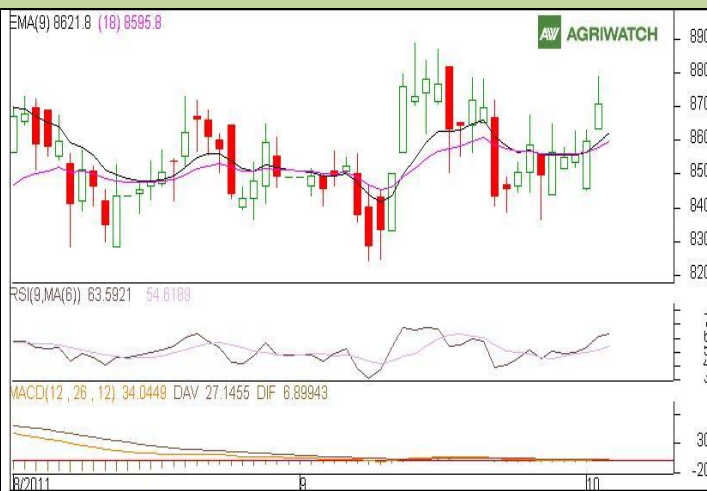 EMA(9) 8621.8 (18) 8595.8
AW AGRIWATCH
890
880
870
860
850
840
830
820
RSI(9,MA(6)) 63.5921 54.6189
MACD(12 , 26 , 12) 34.0449 DAV 27.1455 DIF 6.89943
30
-20
8/2011 9 10